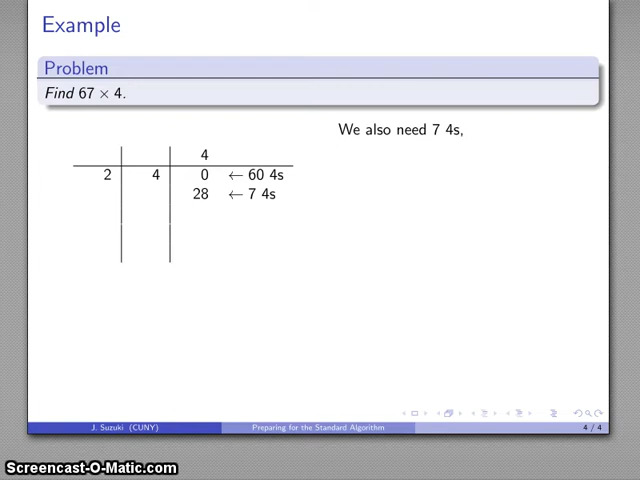 Example
Problem
Find 67 × 4.
We also need 7 4s,
4
2 4 0 ← 60 4s
28 ← 7 4s
J. Suzuki (CUNY) Preparing for the Standard Algorithm 4 / 4
Screencast-O-Matic.com